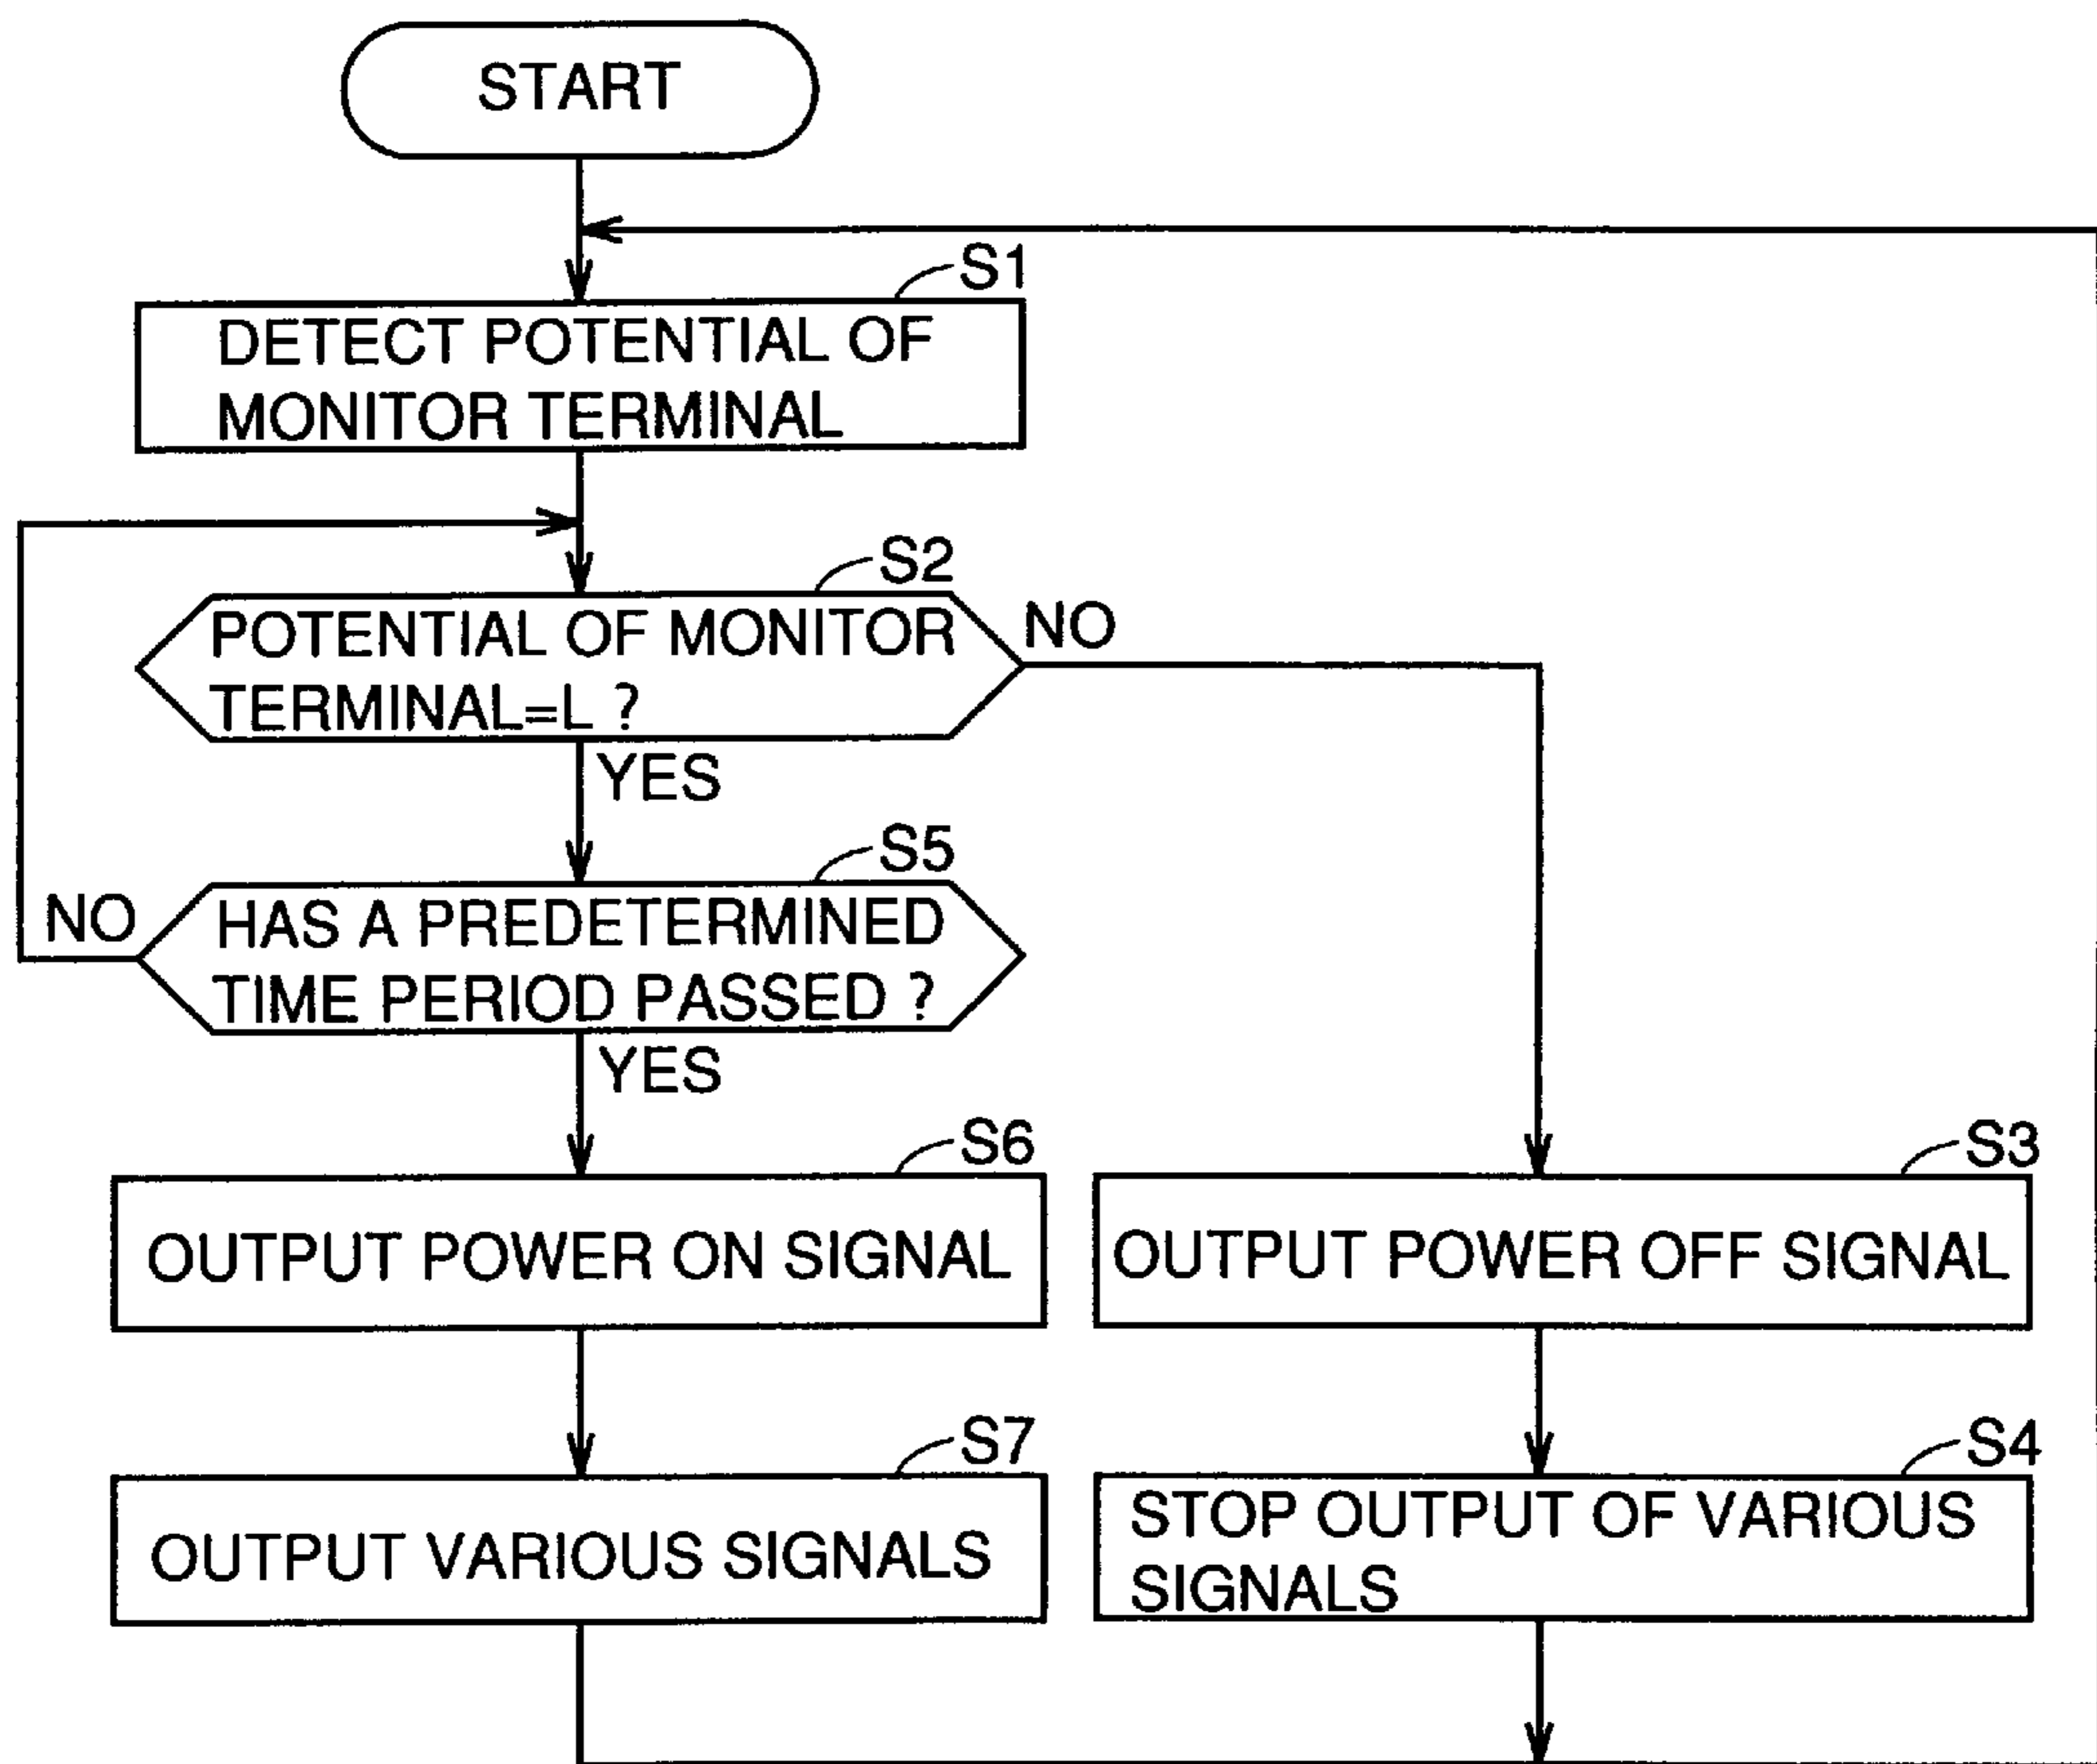 START
S1
DETECT POTENTIAL OF
MONITOR TERMINAL
S2
POTENTIAL OF MONITOR
TERMINAL=L ?
NO
YES
S5
HAS A PREDETERMINED
TIME PERIOD PASSED ?
NO
YES
S6
OUTPUT POWER ON SIGNAL
S3
OUTPUT POWER OFF SIGNAL
S7
OUTPUT VARIOUS SIGNALS
S4
STOP OUTPUT OF VARIOUS
SIGNALS